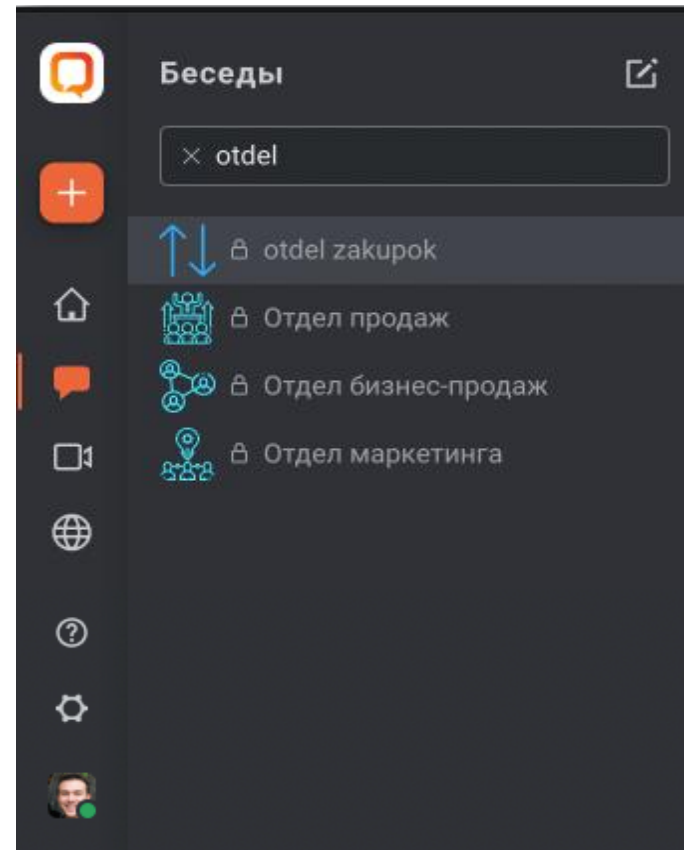 Беседы
otdel
otdel zakupok
Отдел продаж
Отдел бизнес-продаж
Отдел маркетинга